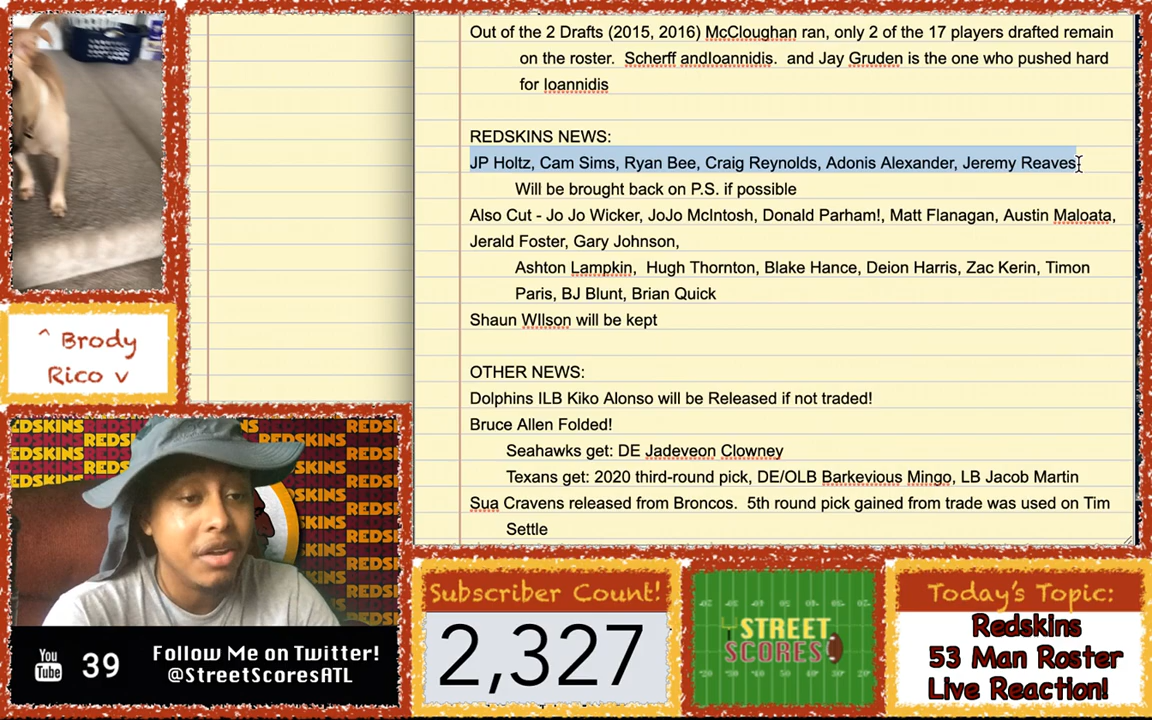 Out of the 2 Drafts (2015, 2016) McCloughan ran, only 2 of the 17 players drafted remain
on the roster. Scherff andIoannidis. and Jay Gruden is the one who pushed hard
for Ioannidis
REDSKINS NEWS:
JP Holtz, Cam Sims, Ryan Bee, Craig Reynolds, Adonis Alexander, Jeremy Reaves
Will be brought back on P.S. if possible
Also Cut - Jo Jo Wicker, JoJo McIntosh, Donald Parham!, Matt Flanagan, Austin Maloata,
Jerald Foster, Gary Johnson,
Ashton Lampkin, Hugh Thornton, Blake Hance, Deion Harris, Zac Kerin, Timon
Paris, BJ Blunt, Brian Quick
Shaun WIlson will be kept
OTHER NEWS:
Dolphins ILB Kiko Alonso will be Released if not traded!
Bruce Allen Folded!
Seahawks get: DE Jadeveon Clowney
Texans get: 2020 third-round pick, DE/OLB Barkevious Mingo, LB Jacob Martin
Sua Cravens released from Broncos. 5th round pick gained from trade was used on Tim
Settle
^ Brody
Rico v
REDSKINS REDSKINS REDSKINS
You Tube 39
Follow Me on Twitter!
@StreetScoresATL
Subscriber Count!
2,327
STREET
SCORES
Today's Topic:
Redskins
53 Man Roster
Live Reaction!